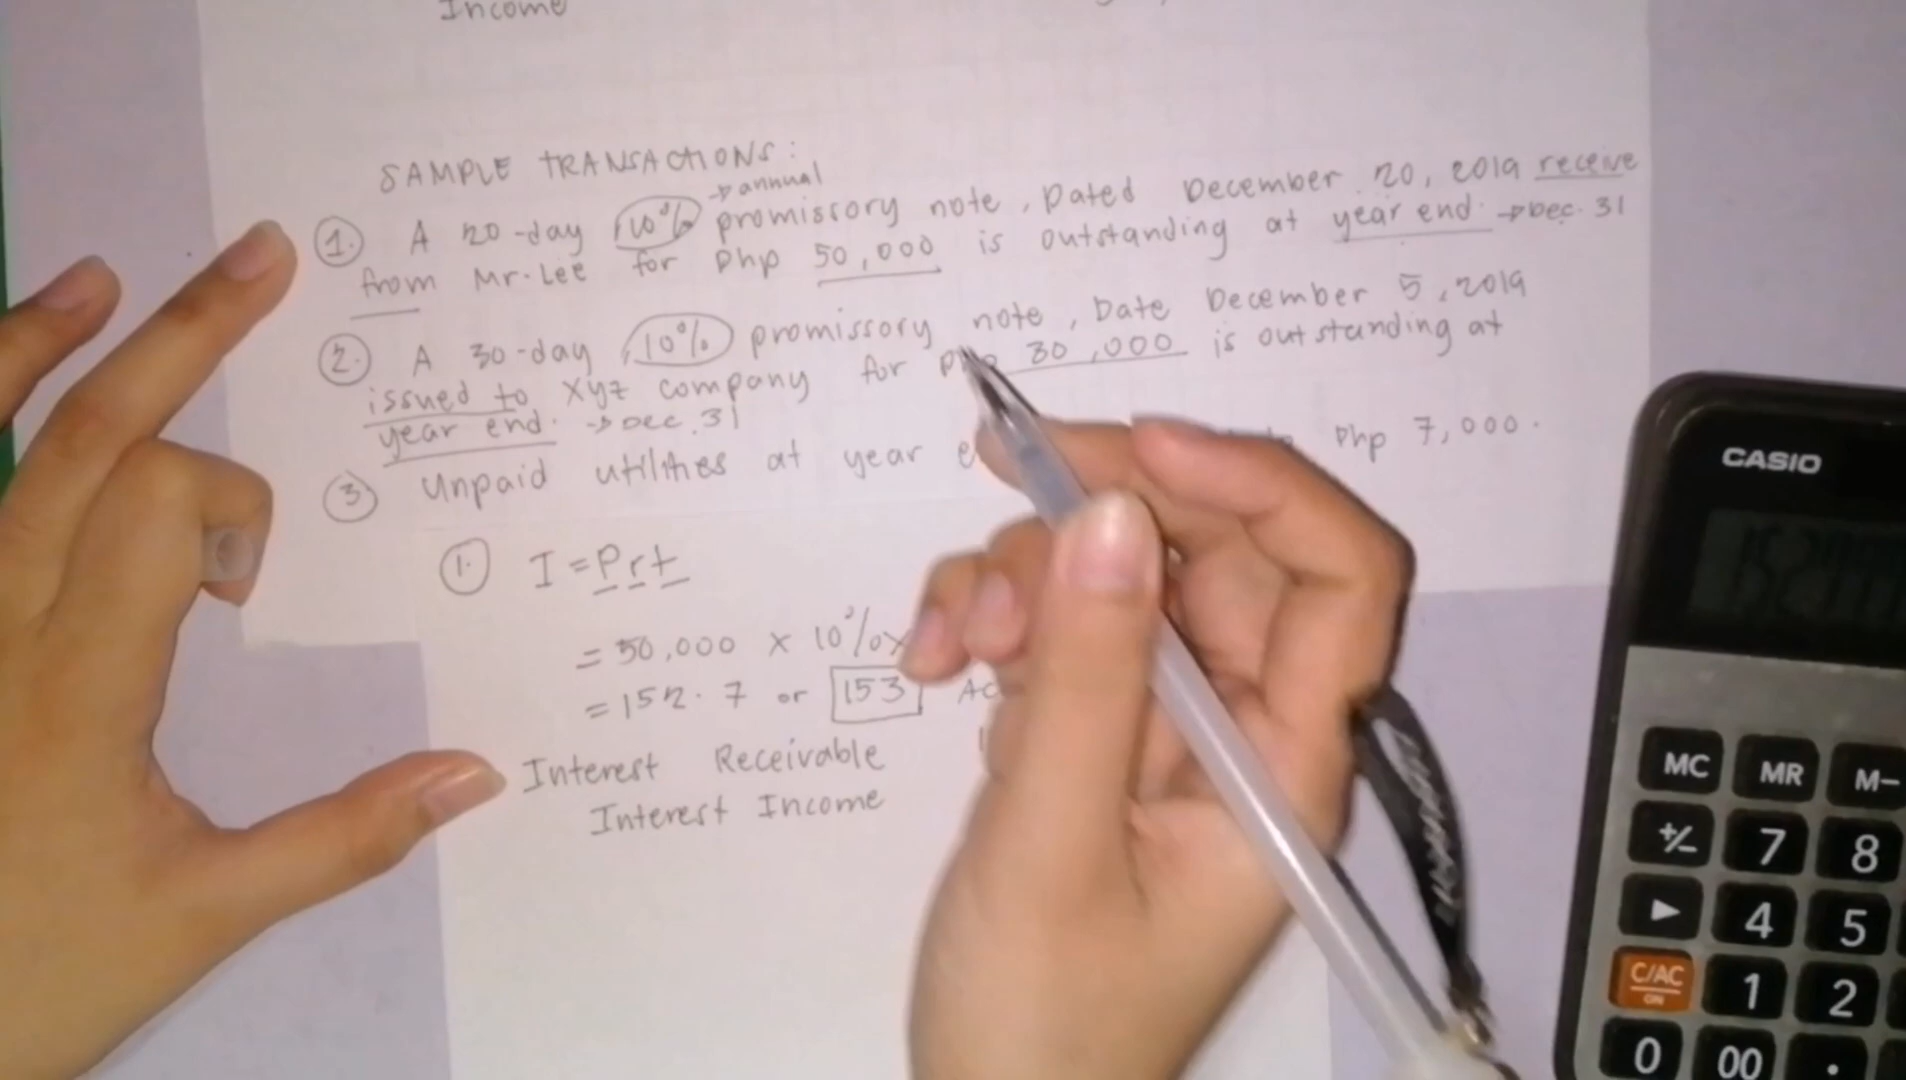 Income
SAMPLE TRANSACTIONS:
→ annual
1. A 20-day, 10% promissory note, Dated December 20, 2019 receive
from Mr. Lee for Php 50,000 is outstanding at year end. → Dec. 31
2. A 30-day, 10% promissory note, Date December 5, 2019
issued to XYZ company for 30,000 is outstanding at
year end. → Dec. 31
3 Unpaid utilities at year Php 7,000.
1. I = Prt
= 50,000 x 10% x
= 152.7 or 153
Interest Receivable
Interest Income
CASIO
MC MR M-
+/- 7 8
▶ 4 5
C/AC ON 1 2
0 00 .